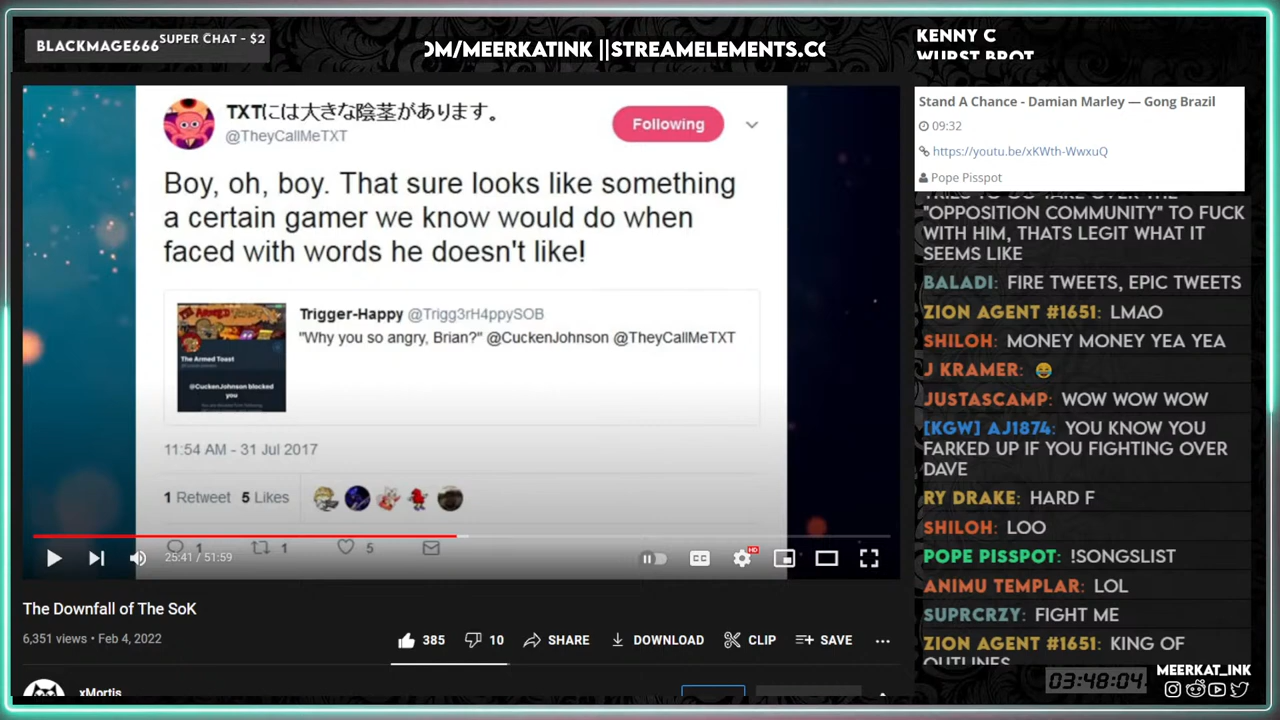 BLACKMAGE666 SUPER CHAT - $2
OM/MEERKATINK ||STREAMELEMENTS.CO
KENNY C
WURST BROT
TXTには大きな陰茎があります。
@TheyCallMeTXT
Following
Boy, oh, boy. That sure looks like something
a certain gamer we know would do when
faced with words he doesn't like!
Trigger-Happy @Trigg3rH4ppySOB
"Why you so angry, Brian?" @CuckenJohnson @TheyCallMeTXT
The Armed Toast
@CuckenJohnson blocked
you
11:54 AM - 31 Jul 2017
1 Retweet 5 Likes
1 1 5
25:41 / 51:59
CC
HD
The Downfall of The SoK
6,351 views • Feb 4, 2022
385 10 SHARE DOWNLOAD CLIP SAVE
xMortis
Stand A Chance - Damian Marley — Gong Brazil
09:32
https://youtu.be/xKWth-WwxuQ
Pope Pisspot
"OPPOSITION COMMUNITY" TO FUCK
WITH HIM, THATS LEGIT WHAT IT
SEEMS LIKE
BALADI: FIRE TWEETS, EPIC TWEETS
ZION AGENT #1651: LMAO
SHILOH: MONEY MONEY YEA YEA
J KRAMER: 😂
JUSTASCAMP: WOW WOW WOW
[KGW] AJ1874: YOU KNOW YOU
FARKED UP IF YOU FIGHTING OVER
DAVE
RY DRAKE: HARD F
SHILOH: LOO
POPE PISSPOT: !SONGSLIST
ANIMU TEMPLAR: LOL
SUPRCRZY: FIGHT ME
ZION AGENT #1651: KING OF
OUTLINES
03:48:04
MEERKAT_INK